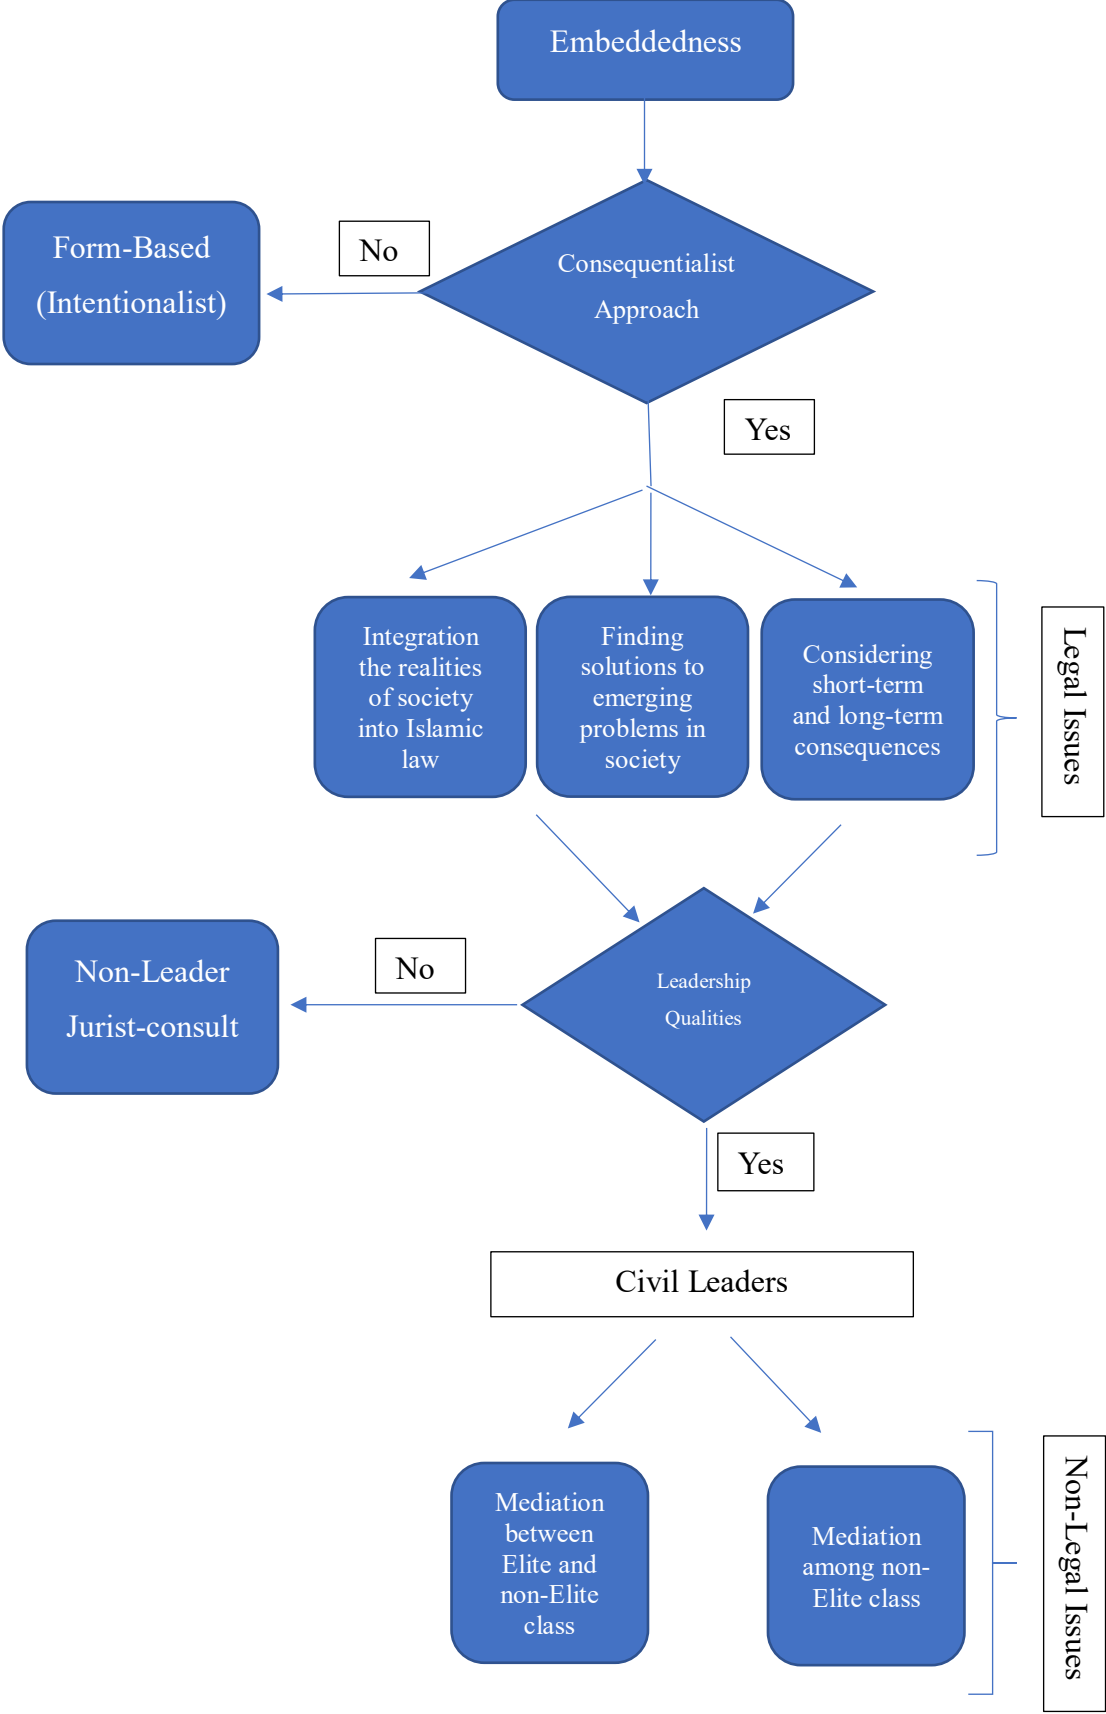 Embeddedness
No
Form-Based
(Intentionalist)
Consequentialist
Approach
Yes
Integration
the realities
of society
into Islamic
law
Finding
solutions to
emerging
problems in
society
Considering
short-term
and long-term
consequences
Legal Issues
Leadership
Qualities
No
Non-Leader
Jurist-consult
Yes
Civil Leaders
Mediation
between
Elite and
non-Elite
class
Mediation
among non-
Elite class
Non-Legal Issues